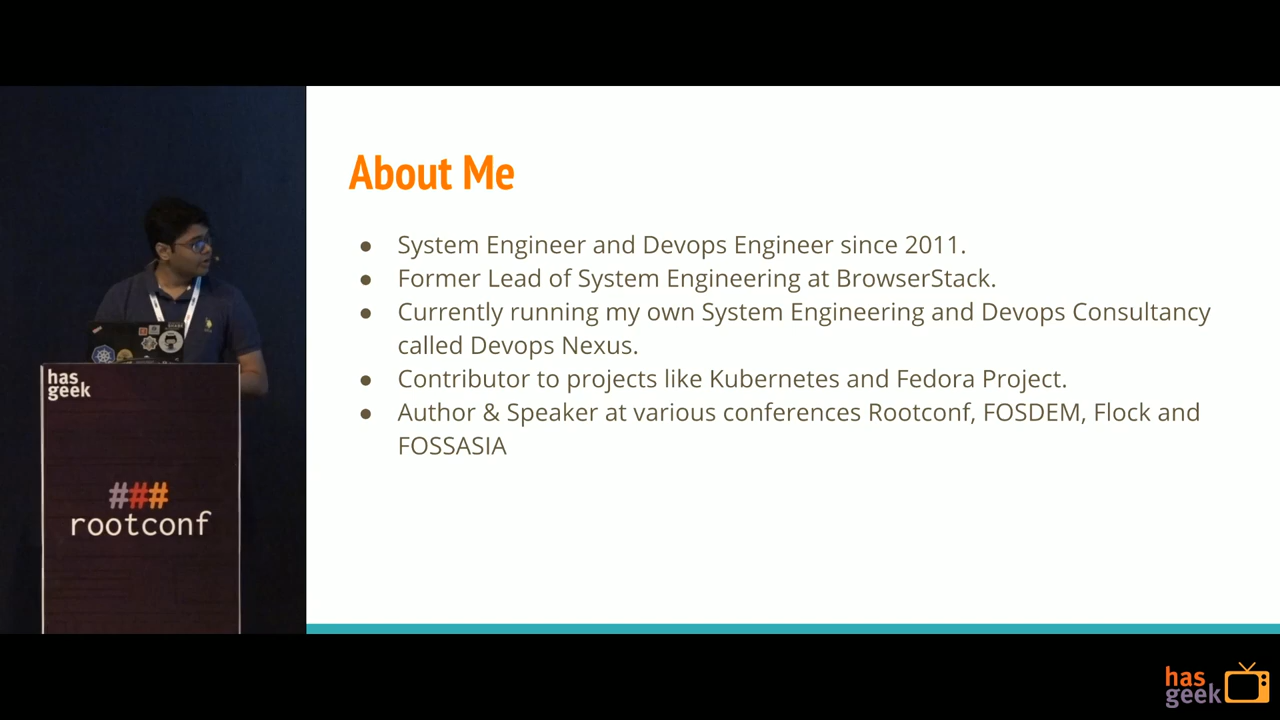 About Me
● System Engineer and Devops Engineer since 2011.
● Former Lead of System Engineering at BrowserStack.
● Currently running my own System Engineering and Devops Consultancy
called Devops Nexus.
● Contributor to projects like Kubernetes and Fedora Project.
● Author & Speaker at various conferences Rootconf, FOSDEM, Flock and
FOSSASIA
has
geek
###
rootconf
has
geek